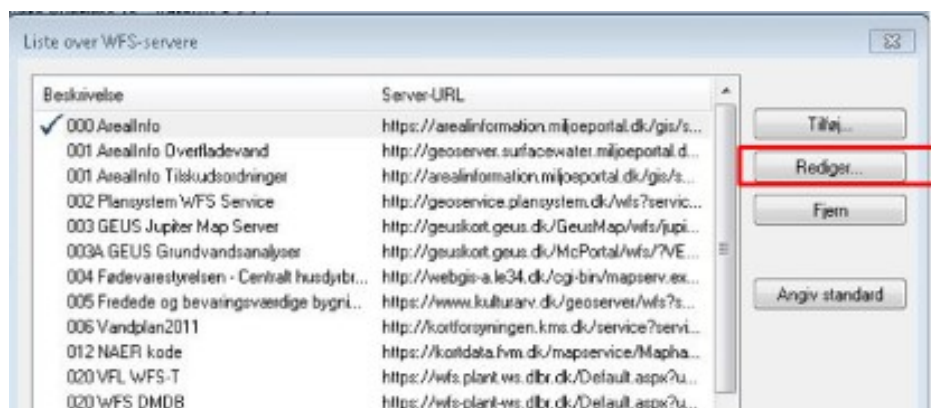 Liste over WFS-servere
Beskrivelse Server-URL
000 ArealInfo https://arealinformation.miljoeportal.dk/gis/s...
001 ArealInfo Overfladevand http://geoserver.surfacewater.miljoeportal.d...
001 ArealInfo Tilskudsordninger http://arealinformation.miljoeportal.dk/gis/s...
002 Plansystem WFS Service http://geoservice.plansystem.dk/wfs?servic...
003 GEUS Jupiter Map Server http://geuskort.geus.dk/GeusMap/wfs/jupi...
003A GEUS Grundvandsanalyser http://geuskort.geus.dk/McPortal/wfs/?VE...
004 Fødevarestyrelsen - Centralt husdyrbr... http://webgis-a.le34.dk/cgi-bin/mapserv.ex...
005 Fredede og bevaringsværdige bygni... https://www.kulturarv.dk/geoserver/wfs?s...
006 Vandplan2011 http://kortforsyningen.kms.dk/service?servi...
012 NAER kode https://kortdata.fvm.dk/mapservice/Mapha...
020 VFL WFS-T https://wfs.plant.ws.dlbr.dk/Default.aspx?u...
020 WFS DMDB https://wfs-plant-ws.dlbr.dk/Default.aspx?u...
Tilføj...
Rediger...
Fjern
Angiv standard